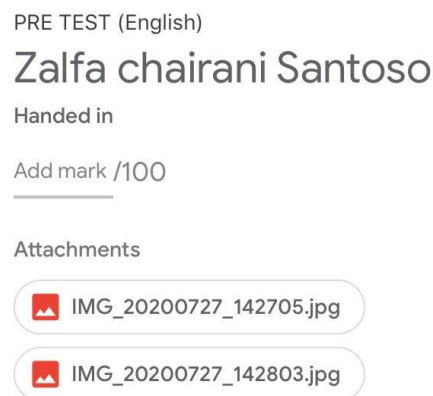 PRE TEST (English)
Zalfa chairani Santoso
Handed in
Add mark /100
Attachments
IMG_20200727_142705.jpg
IMG_20200727_142803.jpg